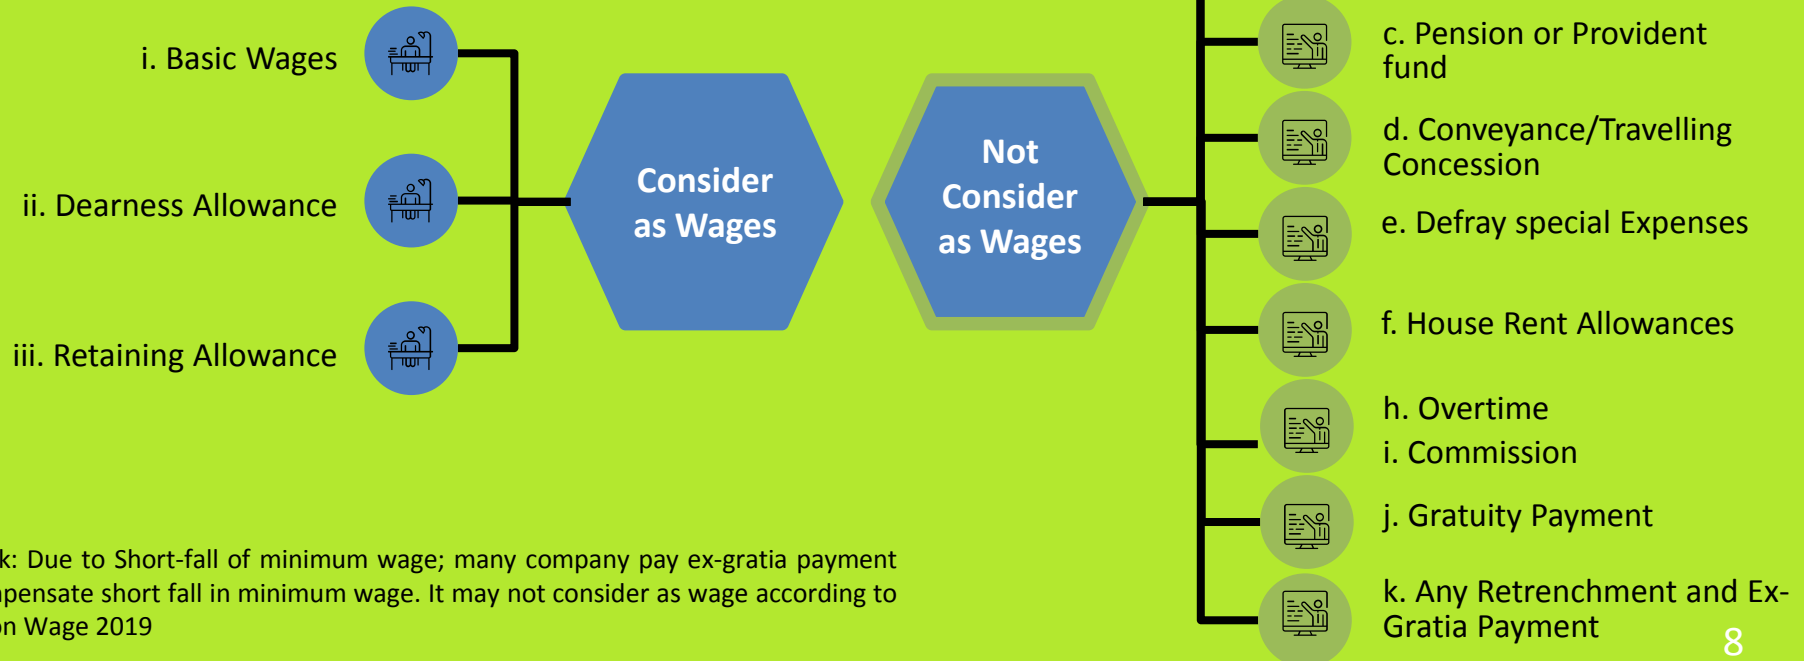 i. Basic Wages
ii. Dearness Allowance
iii. Retaining Allowance
Consider
as Wages
Not
Consider
as Wages
c. Pension or Provident
fund
d. Conveyance/Travelling
Concession
e. Defray special Expenses
f. House Rent Allowances
h. Overtime
i. Commission
j. Gratuity Payment
k. Any Retrenchment and Ex-
Gratia Payment
k: Due to Short-fall of minimum wage; many company pay ex-gratia payment
short fall in minimum wage. It may not consider as wage according to
Wage 2019
8